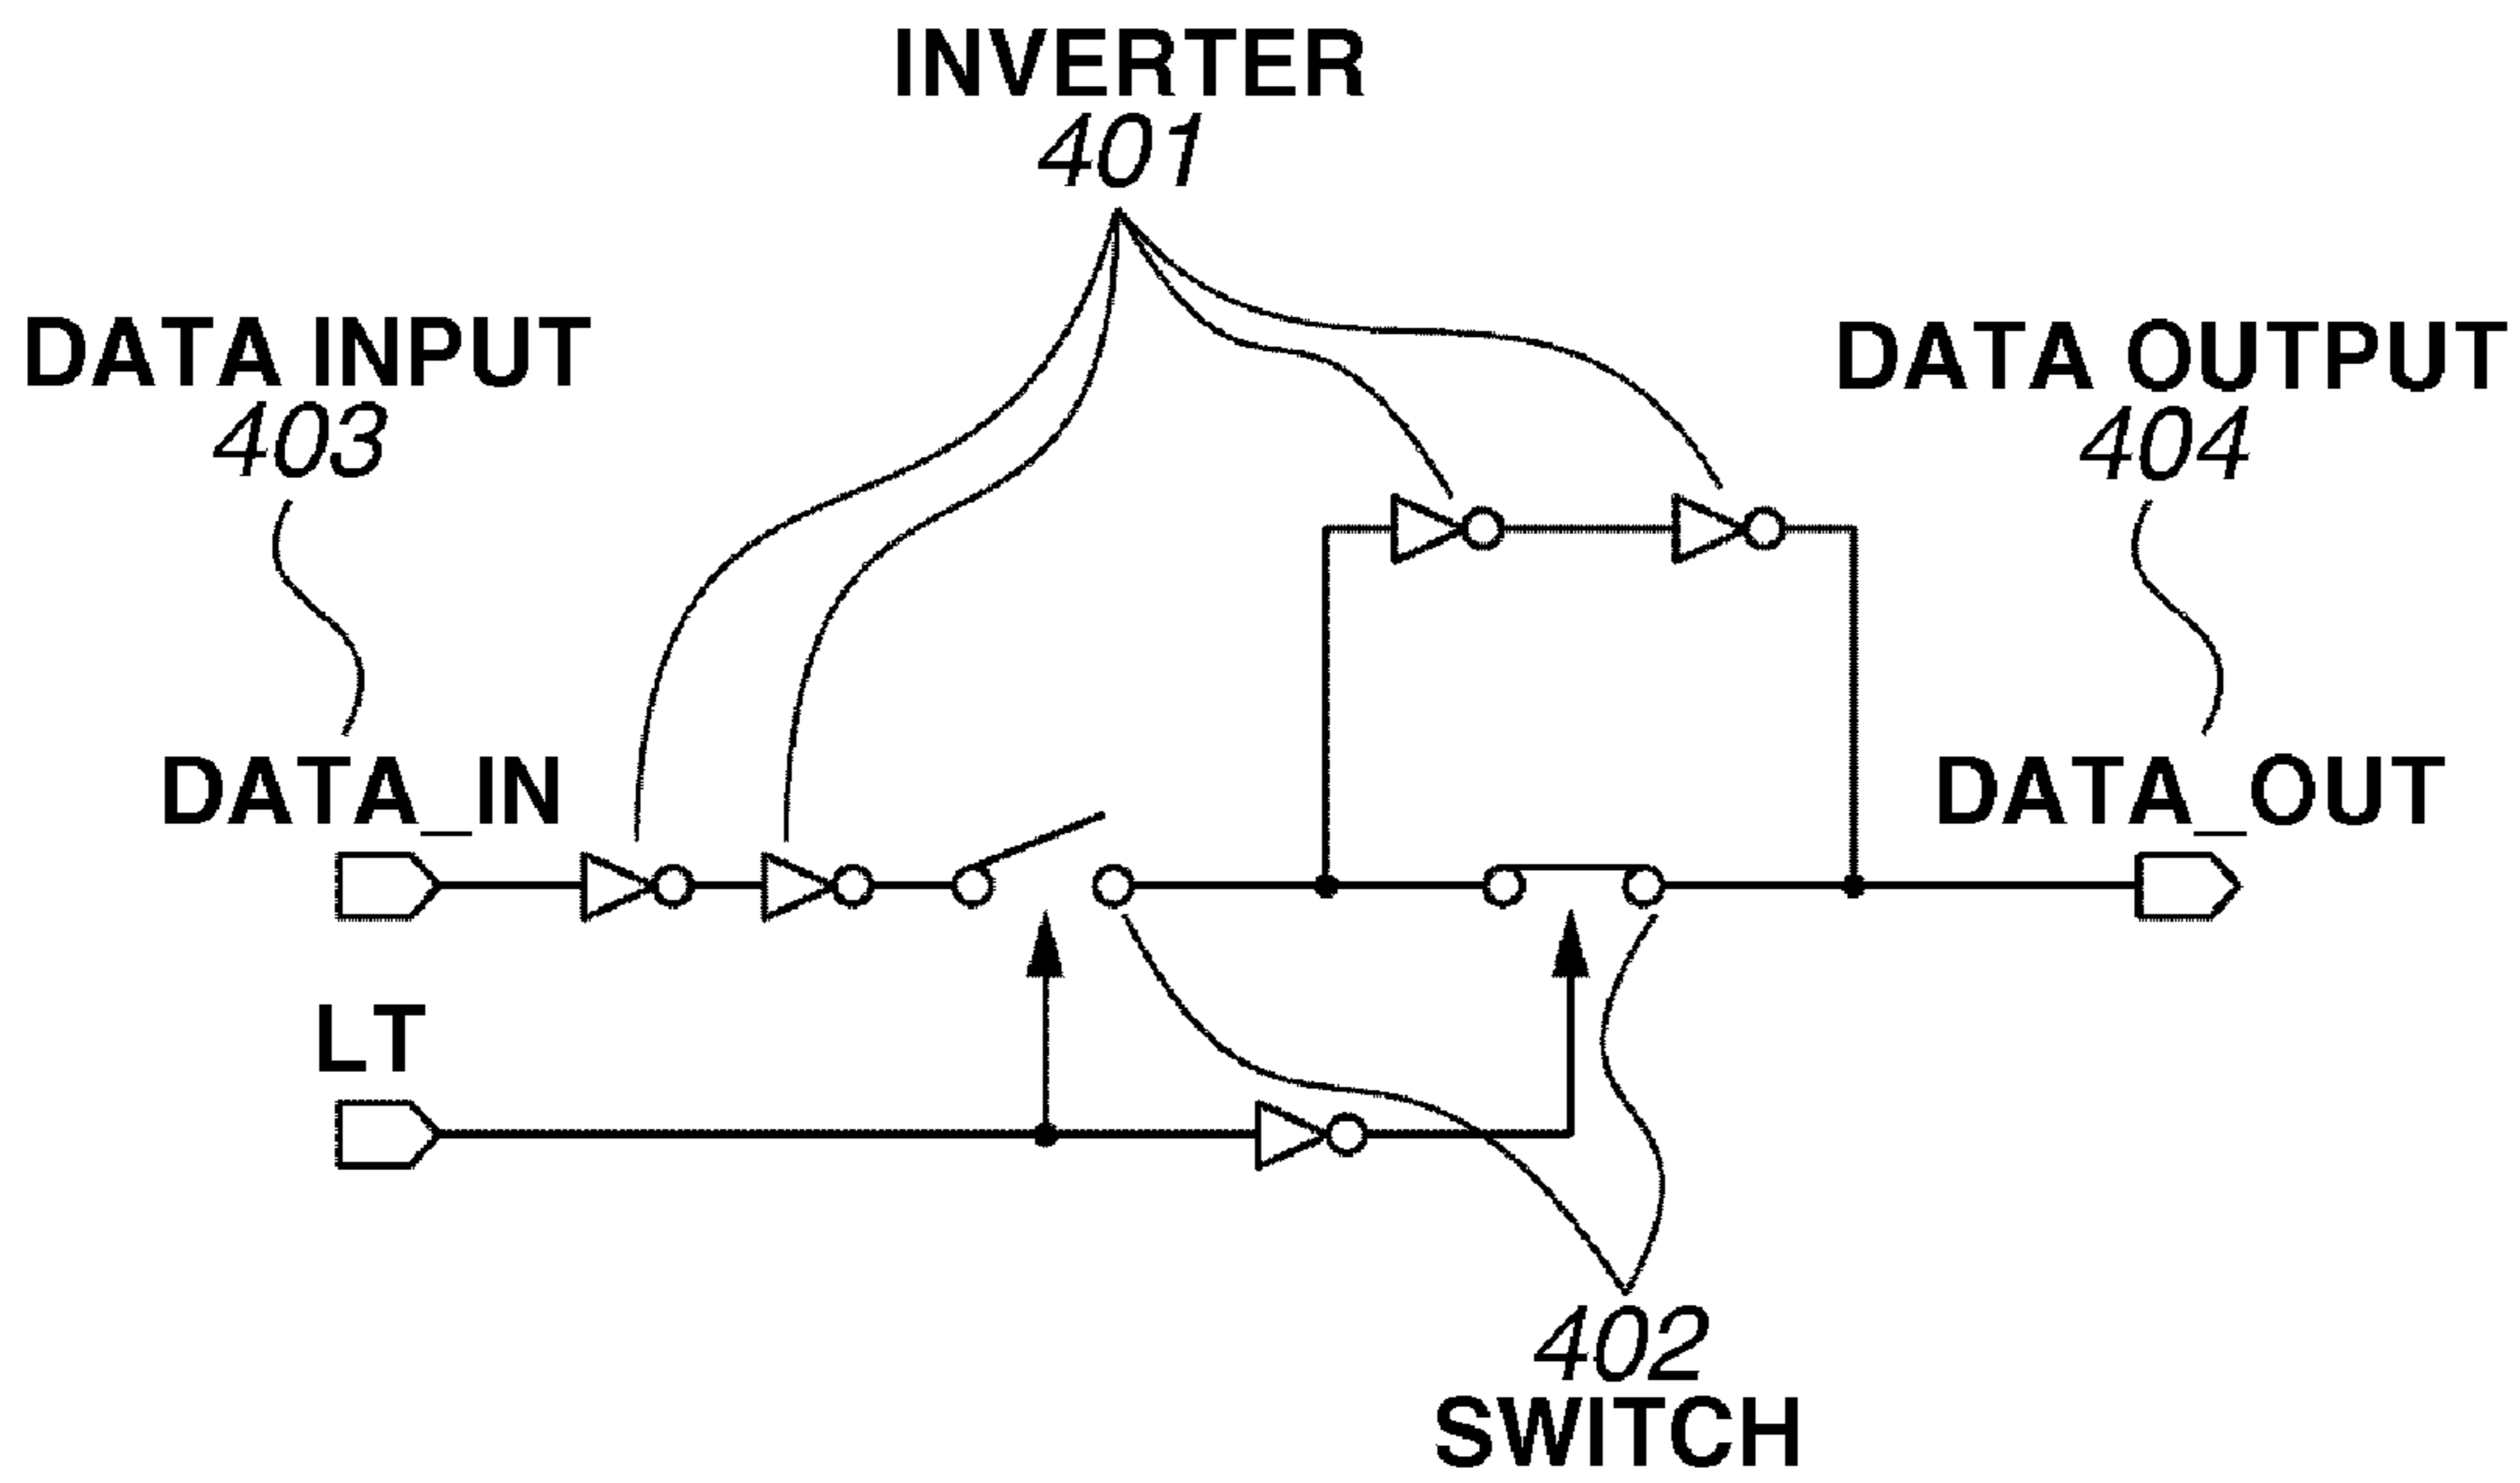 INVERTER
401
DATA INPUT
403
DATA OUTPUT
404
DATA_IN
DATA_OUT
LT
402
SWITCH